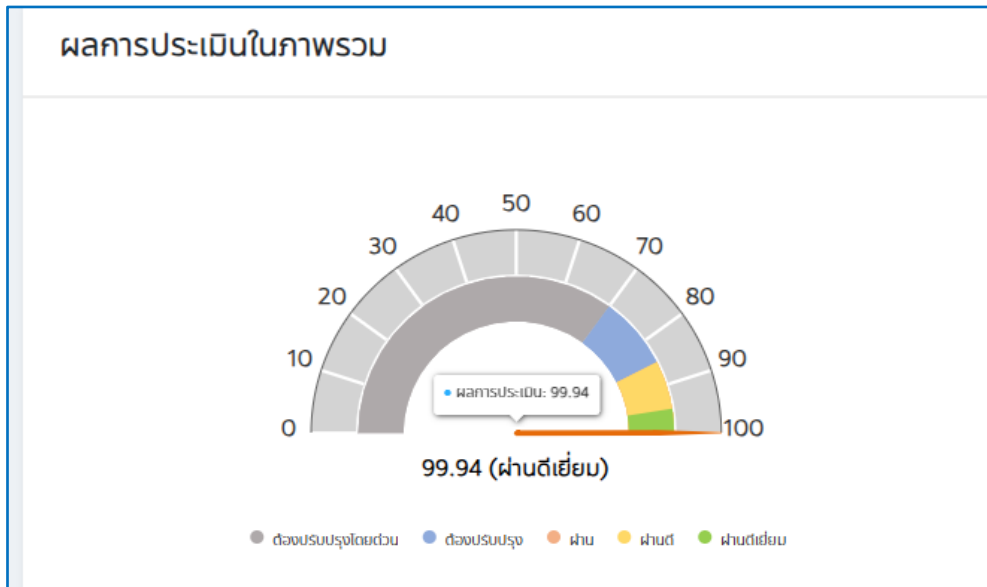 ผลการประเมินในภาพรวม
50
40 60
30 70
20 80
10 90
ผลการประเมิน: 99.94
0 100
99.94 (ผ่านดีเยี่ยม)
ต้องปรับปรุงโดยด่วน ต้องปรับปรุง ผ่าน ผ่านดี ผ่านดีเยี่ยม